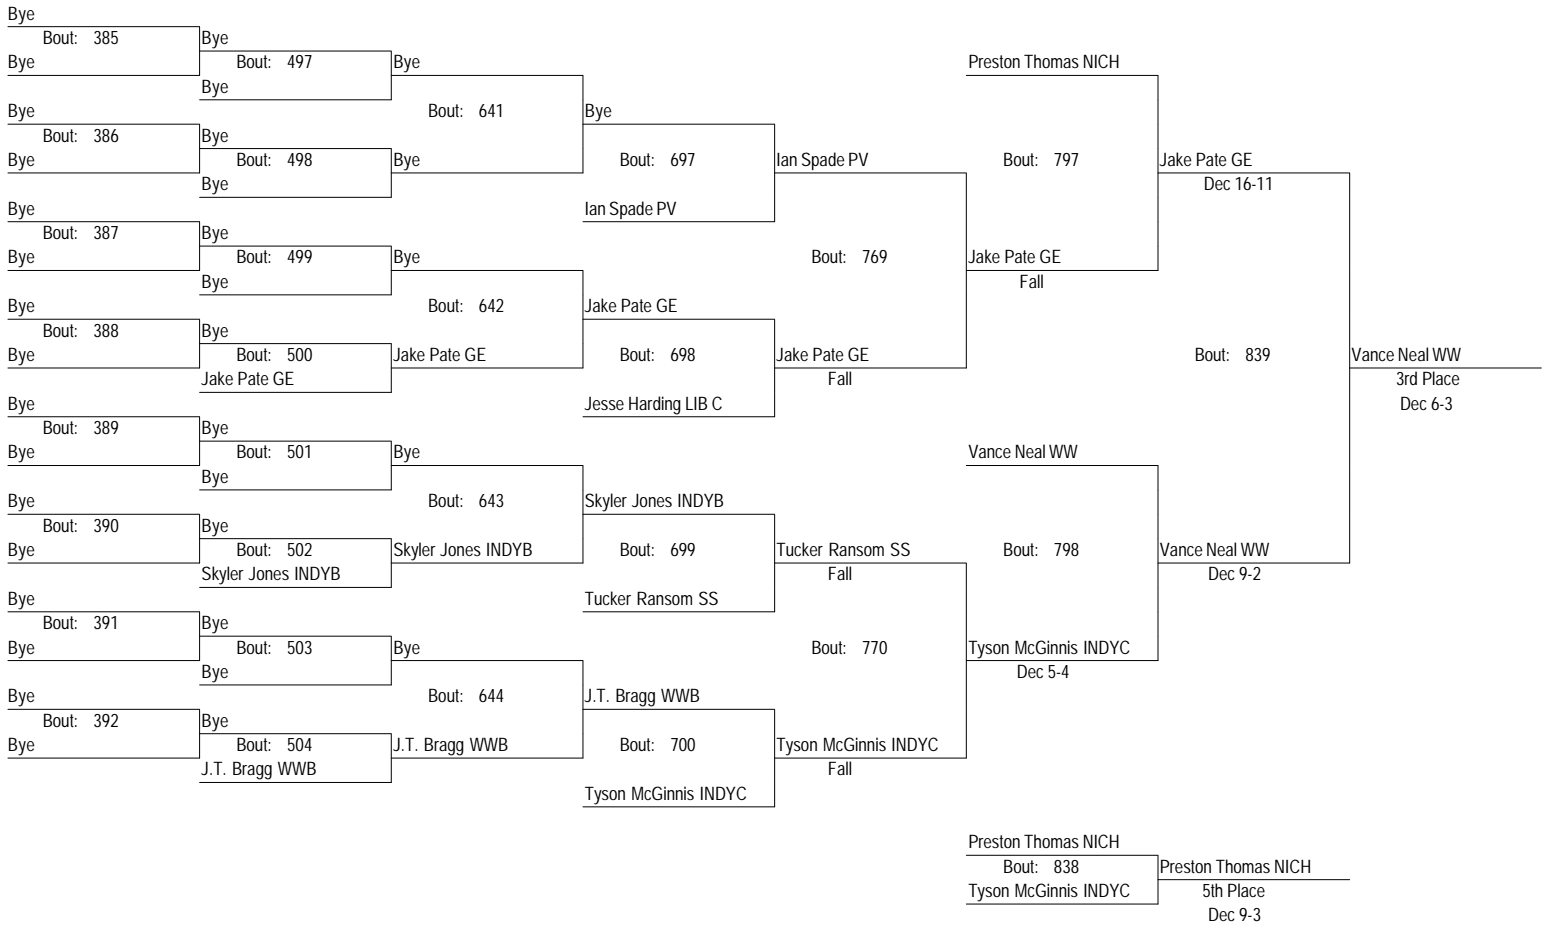 Bye
Bout: 385
Bye
Bye
Bout: 497
Bye
Bye
Bout: 386
Bye
Bye
Bout: 498
Bye
Bye
Bout: 641
Bye
Bye
Bout: 387
Bye
Bye
Bout: 499
Bye
Bye
Bout: 388
Bye
Bye
Bout: 500
Jake Pate GE
Bye
Bout: 642
Jake Pate GE
Bye
Bout: 389
Bye
Bye
Bout: 501
Bye
Bye
Bout: 390
Bye
Bye
Bout: 502
Skyler Jones INDYB
Bye
Bout: 643
Skyler Jones INDYB
Bye
Bout: 391
Bye
Bye
Bout: 503
Bye
Bye
Bout: 392
Bye
Bye
Bout: 504
J.T. Bragg WWB
Bye
Bout: 644
J.T. Bragg WWB
Bye
Bout: 697
Ian Spade PV
Jake Pate GE
Bout: 698
Jesse Harding LIB C
Skyler Jones INDYB
Bout: 699
Tucker Ransom SS
J.T. Bragg WWB
Bout: 700
Tyson McGinnis INDYC
Ian Spade PV
Bout: 769
Jake Pate GE
Fall
Tucker Ransom SS
Fall
Bout: 770
Tyson McGinnis INDYC
Fall
Preston Thomas NICH
Bout: 797
Jake Pate GE
Fall
Vance Neal WW
Bout: 798
Tyson McGinnis INDYC
Dec 5-4
Jake Pate GE
Dec 16-11
Bout: 839
Vance Neal WW
Dec 9-2
Vance Neal WW
3rd Place
Dec 6-3
Preston Thomas NICH
Bout: 838
Tyson McGinnis INDYC
Preston Thomas NICH
5th Place
Dec 9-3